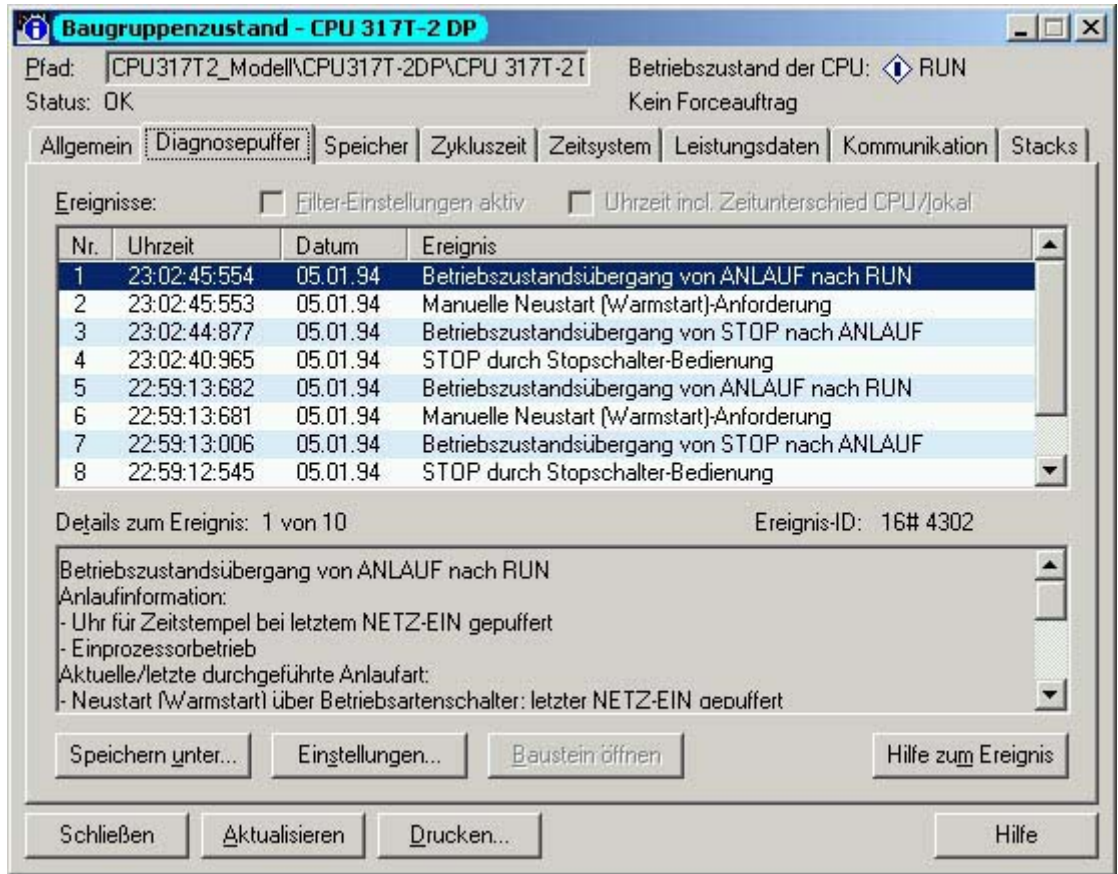 Baugruppenzustand - CPU 317T-2 DP
Pfad: CPU317T2_Modell\CPU317T-2DP\CPU 317T-2 D Betriebszustand der CPU: RUN
Status: OK Kein Forceauftrag
Allgemein Diagnosepuffer Speicher Zykluszeit Zeitsystem Leistungsdaten Kommunikation Stacks
Ereignisse: Filter-Einstellungen aktiv Uhrzeit incl. Zeitunterschied CPU/lokal
Nr. Uhrzeit Datum Ereignis
1 23:02:45:554 05.01.94 Betriebszustandsübergang von ANLAUF nach RUN
2 23:02:45:553 05.01.94 Manuelle Neustart (Warmstart)-Anforderung
3 23:02:44:877 05.01.94 Betriebszustandsübergang von STOP nach ANLAUF
4 23:02:40:965 05.01.94 STOP durch Stopschalter-Bedienung
5 22:59:13:682 05.01.94 Betriebszustandsübergang von ANLAUF nach RUN
6 22:59:13:681 05.01.94 Manuelle Neustart (Warmstart)-Anforderung
7 22:59:13:006 05.01.94 Betriebszustandsübergang von STOP nach ANLAUF
8 22:59:12:545 05.01.94 STOP durch Stopschalter-Bedienung
Details zum Ereignis: 1 von 10 Ereignis-ID: 16# 4302
Betriebszustandsübergang von ANLAUF nach RUN
Anlaufinformation:
- Uhr für Zeitstempel bei letztem NETZ-EIN gepuffert
- Einprozessorbetrieb
Aktuelle/letzte durchgeführte Anlaufart:
- Neustart (Warmstart) über Betriebsartenschalter: letzter NETZ-EIN gepuffert
Speichern unter... Einstellungen... Baustein öffnen Hilfe zum Ereignis
Schließen Aktualisieren Drucken... Hilfe